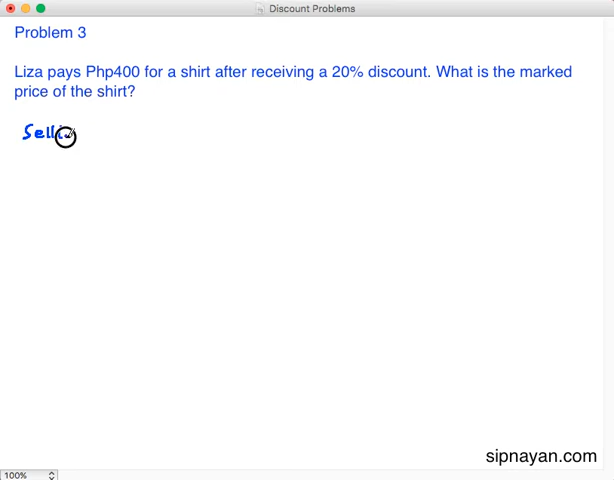 Discount Problems
Problem 3
Liza pays Php400 for a shirt after receiving a 20% discount. What is the marked
price of the shirt?
Selli
sipnayan.com
100%